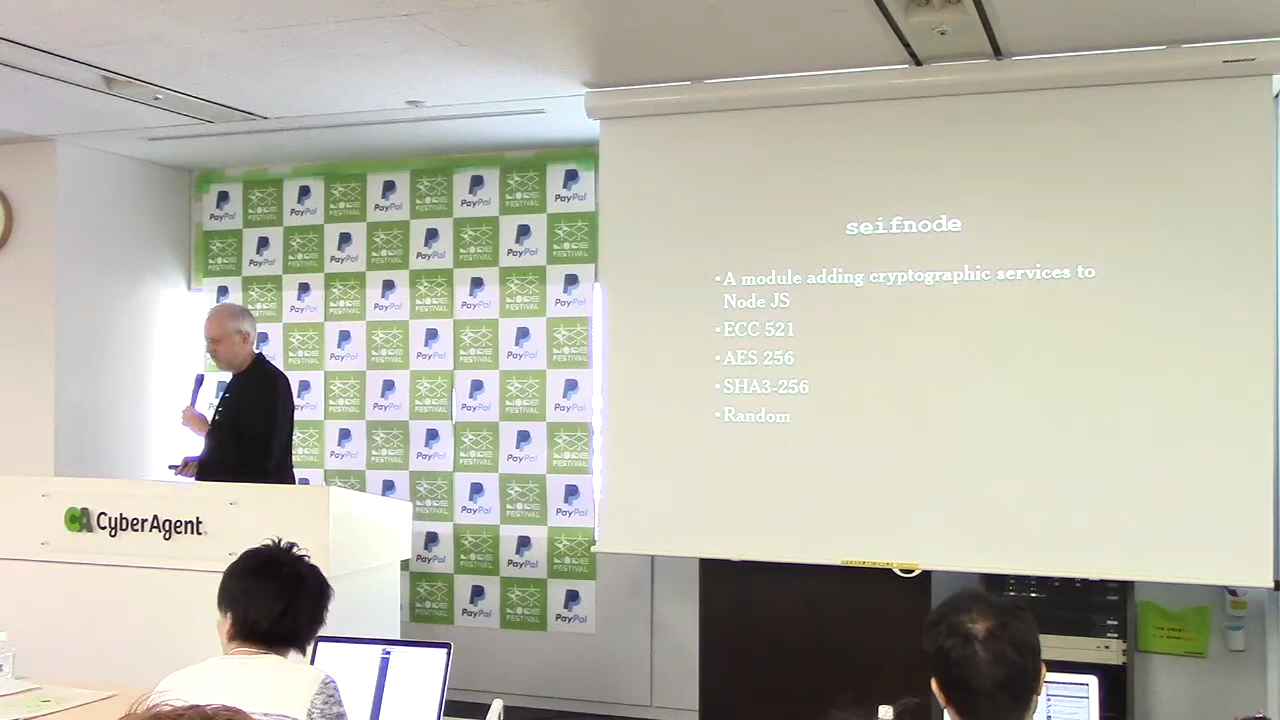 seifnode
•A module adding cryptographic services to
Node JS
•ECC 521
•AES 256
•SHA3-256
•Random
PayPal
NODE
FESTIVAL
CA CyberAgent